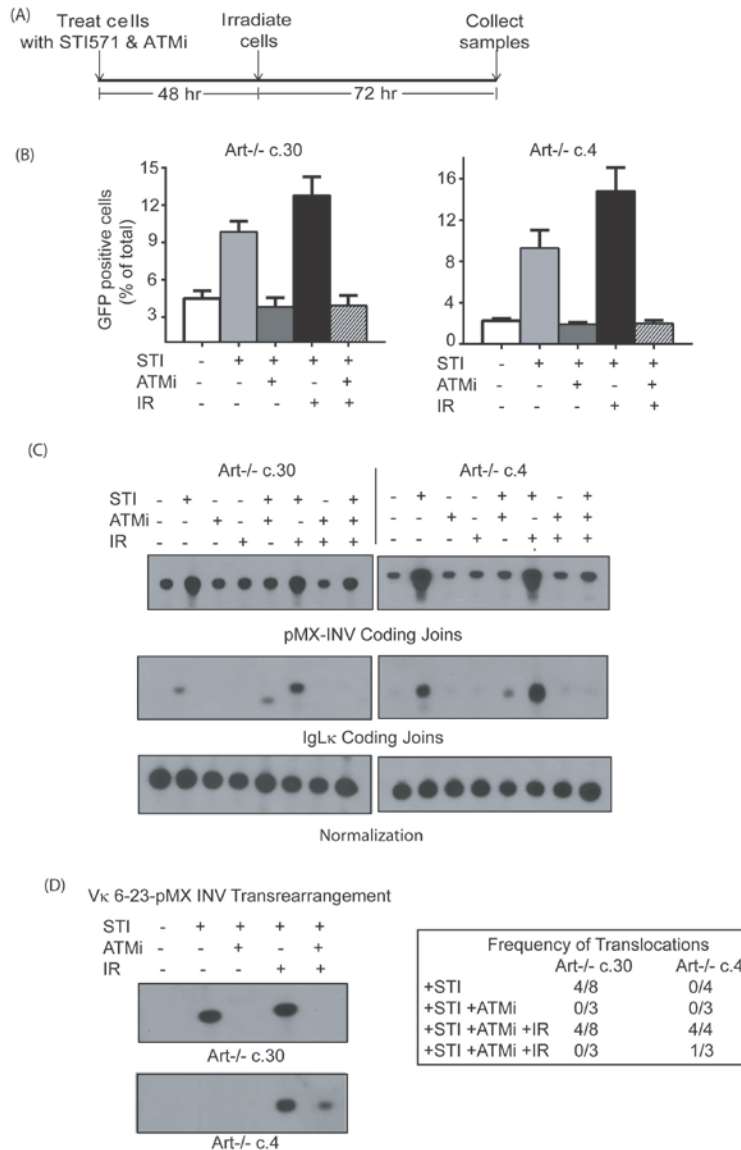 (A)
Treat cells
with STI571 & ATMi
Irradiate
cells
Collect
samples
48 hr
72 hr
(B)
Art-/- c.30
GFP positive cells
(% of total)
15
12
9
6
3
STI - + + + +
ATMi - - + - +
IR - - - + +
Art-/- c.4
16
12
8
4
0
- + + + +
- - + - +
- - - + +
(C)
Art-/- c.30 Art-/- c.4
STI - + - - + + - + - + - - + + - +
ATMi - - + - + - + + - - + - + - + +
IR - - - + - + + + - - - + - + + +
pMX-INV Coding Joins
IgLκ Coding Joins
Normalization
(D)
Vκ 6-23-pMX INV Transrearrangement
STI - + + + +
ATMi - - + - +
IR - - - + +
Art-/- c.30
Art-/- c.4
Frequency of Translocations
Art-/- c.30 Art-/- c.4
+STI 4/8 0/4
+STI +ATMi 0/3 0/3
+STI +ATMi +IR 4/8 4/4
+STI +ATMi +IR 0/3 1/3